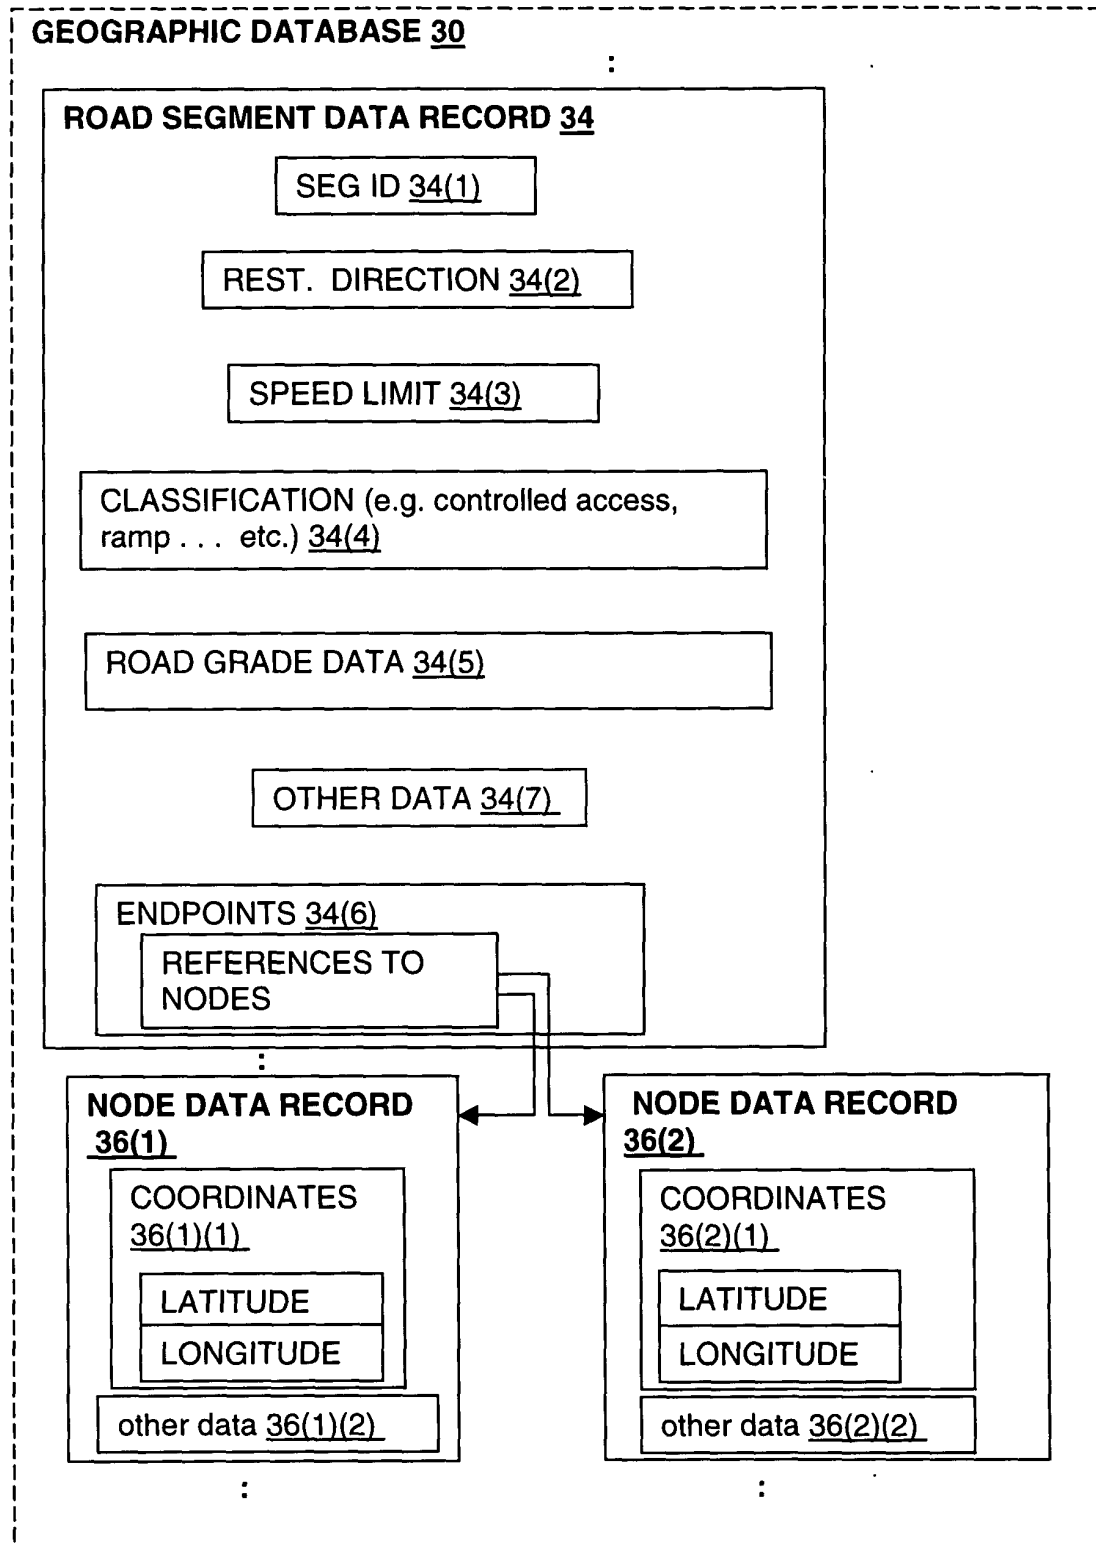 GEOGRAPHIC DATABASE 30
:
ROAD SEGMENT DATA RECORD 34
SEG ID 34(1)
REST. DIRECTION 34(2)
SPEED LIMIT 34(3)
CLASSIFICATION (e.g. controlled access,
ramp . . . etc.) 34(4)
ROAD GRADE DATA 34(5)
OTHER DATA 34(7)
ENDPOINTS 34(6)
REFERENCES TO
NODES
:
NODE DATA RECORD
36(1)
COORDINATES
36(1)(1)
LATITUDE
LONGITUDE
other data 36(1)(2)
:
NODE DATA RECORD
36(2)
COORDINATES
36(2)(1)
LATITUDE
LONGITUDE
other data 36(2)(2)
: